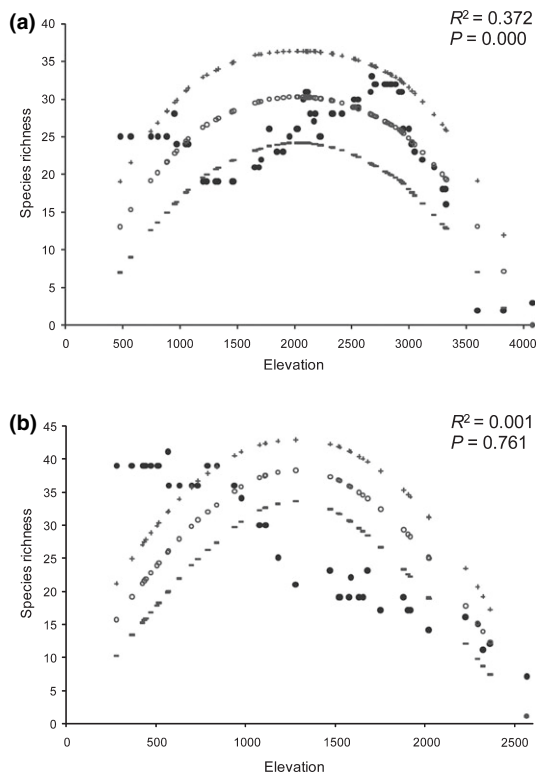 (a)
R² = 0.372
P = 0.000
40
35
30
25
20
15
10
5
0
Species richness
0 500 1000 1500 2000 2500 3000 3500 4000
Elevation
(b)
R² = 0.001
P = 0.761
45
40
35
30
25
20
15
10
5
0
Species richness
0 500 1000 1500 2000 2500
Elevation